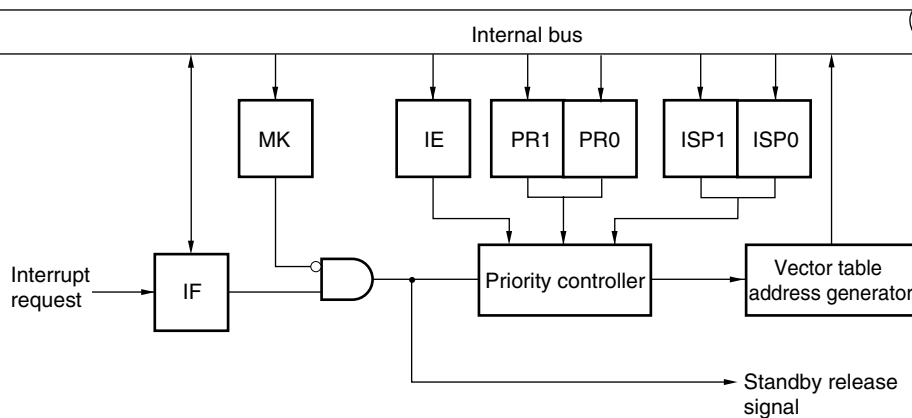 Internal bus
MK
IE
PR1
PR0
ISP1
ISP0
Interrupt
request
IF
Priority controller
Vector table
address generator
Standby release
signal